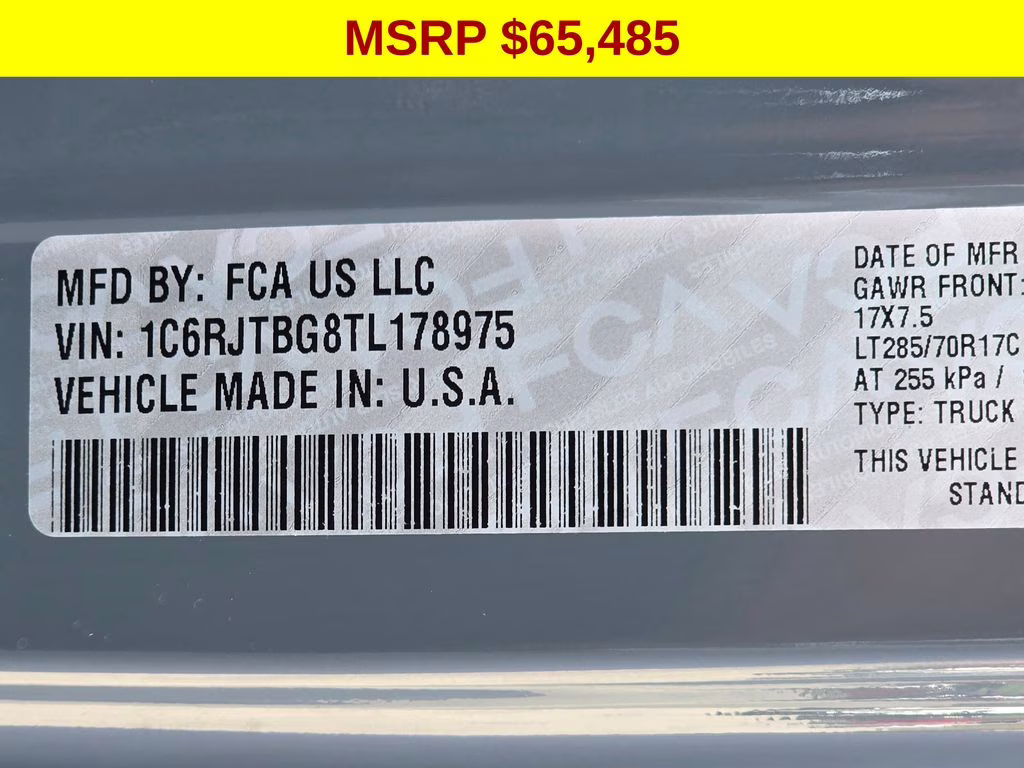 MSRP $65,485
MFD BY: FCA US LLC
VIN: 1C6RJTBG8TL178975
VEHICLE MADE IN: U.S.A.
DATE OF MFR
GAWR FRONT:
17X7.5
LT285/70R17C
AT 255 kPa /
TYPE: TRUCK
THIS VEHICLE
STAND